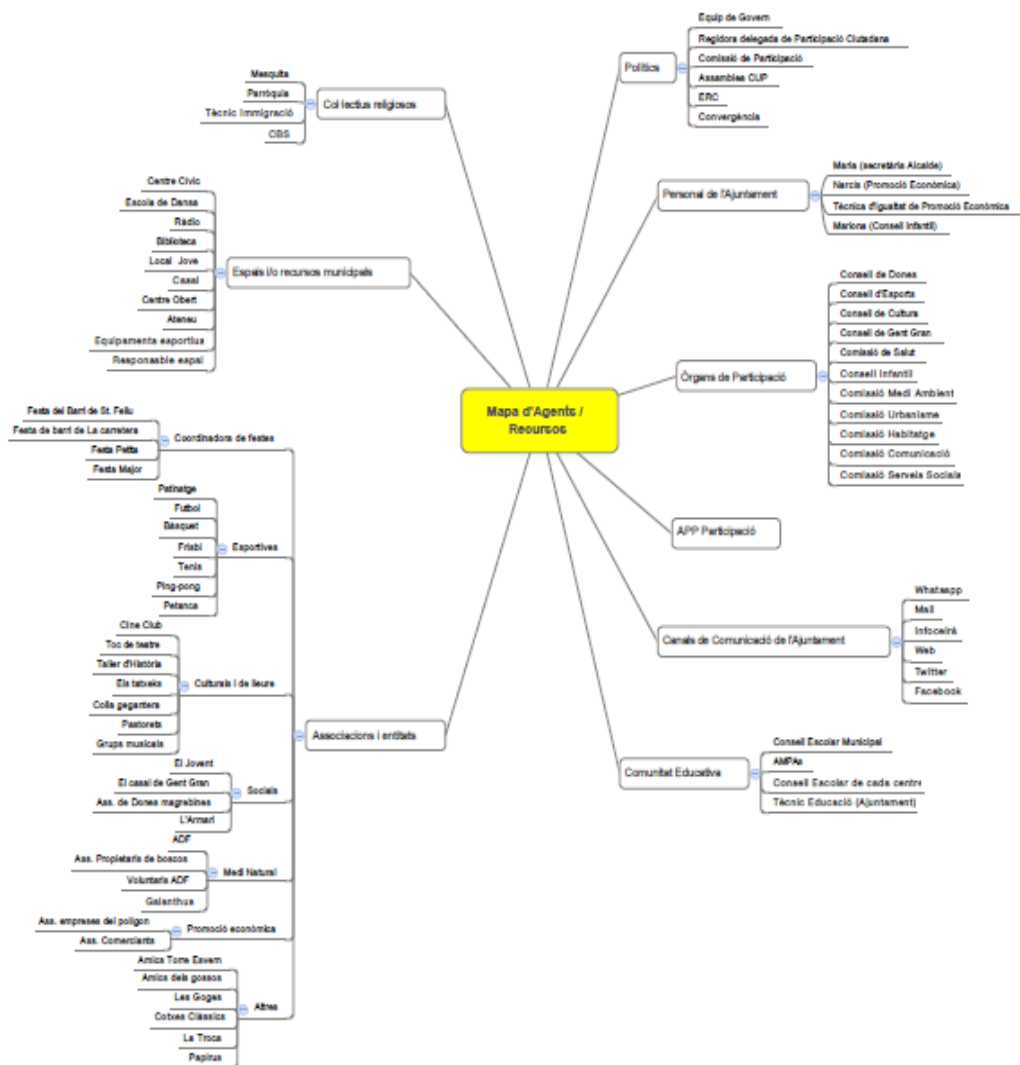 Mapa d'Agents /
Recursos
Polítics
Equip de Govern
Regidora delegada de Participació Ciutadana
Comissió de Participació
Assamblea CUP
ERC
Convergència
Personal de l'Ajuntament
Maria (secretària Alcalde)
Narcís (Promoció Econòmica)
Tècnica d'Igualtat de Promoció Econòmica
Mariona (Consell Infantil)
Òrgans de Participació
Consell de Dones
Consell d'Esports
Consell de Cultura
Consell de Gent Gran
Comissió de Salut
Consell Infantil
Comissió Medi Ambient
Comissió Urbanisme
Comissió Habitatge
Comissió Comunicació
Comissió Serveis Socials
APP Participació
Canals de Comunicació de l'Ajuntament
Whatsapp
Mail
Infoceirà
Web
Twitter
Facebook
Comunitat Educativa
Consell Escolar Municipal
AMPAs
Consell Escolar de cada centre
Tècnic Educació (Ajuntament)
Col·lectius religiosos
Mesquita
Parròquia
Tècnic Immigració
CBS
Espais i/o recursos municipals
Centre Cívic
Escola de Dansa
Ràdio
Biblioteca
Local Jove
Casal
Centre Obert
Ateneu
Equipaments esportius
Responsable espai
Associacions i entitats
Coordinadora de festes
Festa del Barri de St. Feliu
Festa de barri de La carretera
Festa Petita
Festa Major
Esportives
Patinatge
Futbol
Bàsquet
Frisbi
Tenis
Ping-pong
Petanca
Culturals i de lleure
Cine Club
Toc de teatre
Taller d'Història
Els tatxeks
Colla gegantera
Pastorets
Grups musicals
Socials
El Jovent
El casal de Gent Gran
Ass. de Dones magrebines
L'Armari
Medi Natural
ADF
Ass. Propietaris de boscos
Voluntaris ADF
Galanthus
Promoció econòmica
Ass. empreses del polígon
Ass. Comerciants
Altres
Amics Torre Esvern
Amics dels gossos
Les Goges
Cotxes Clàssics
La Troca
Papirus